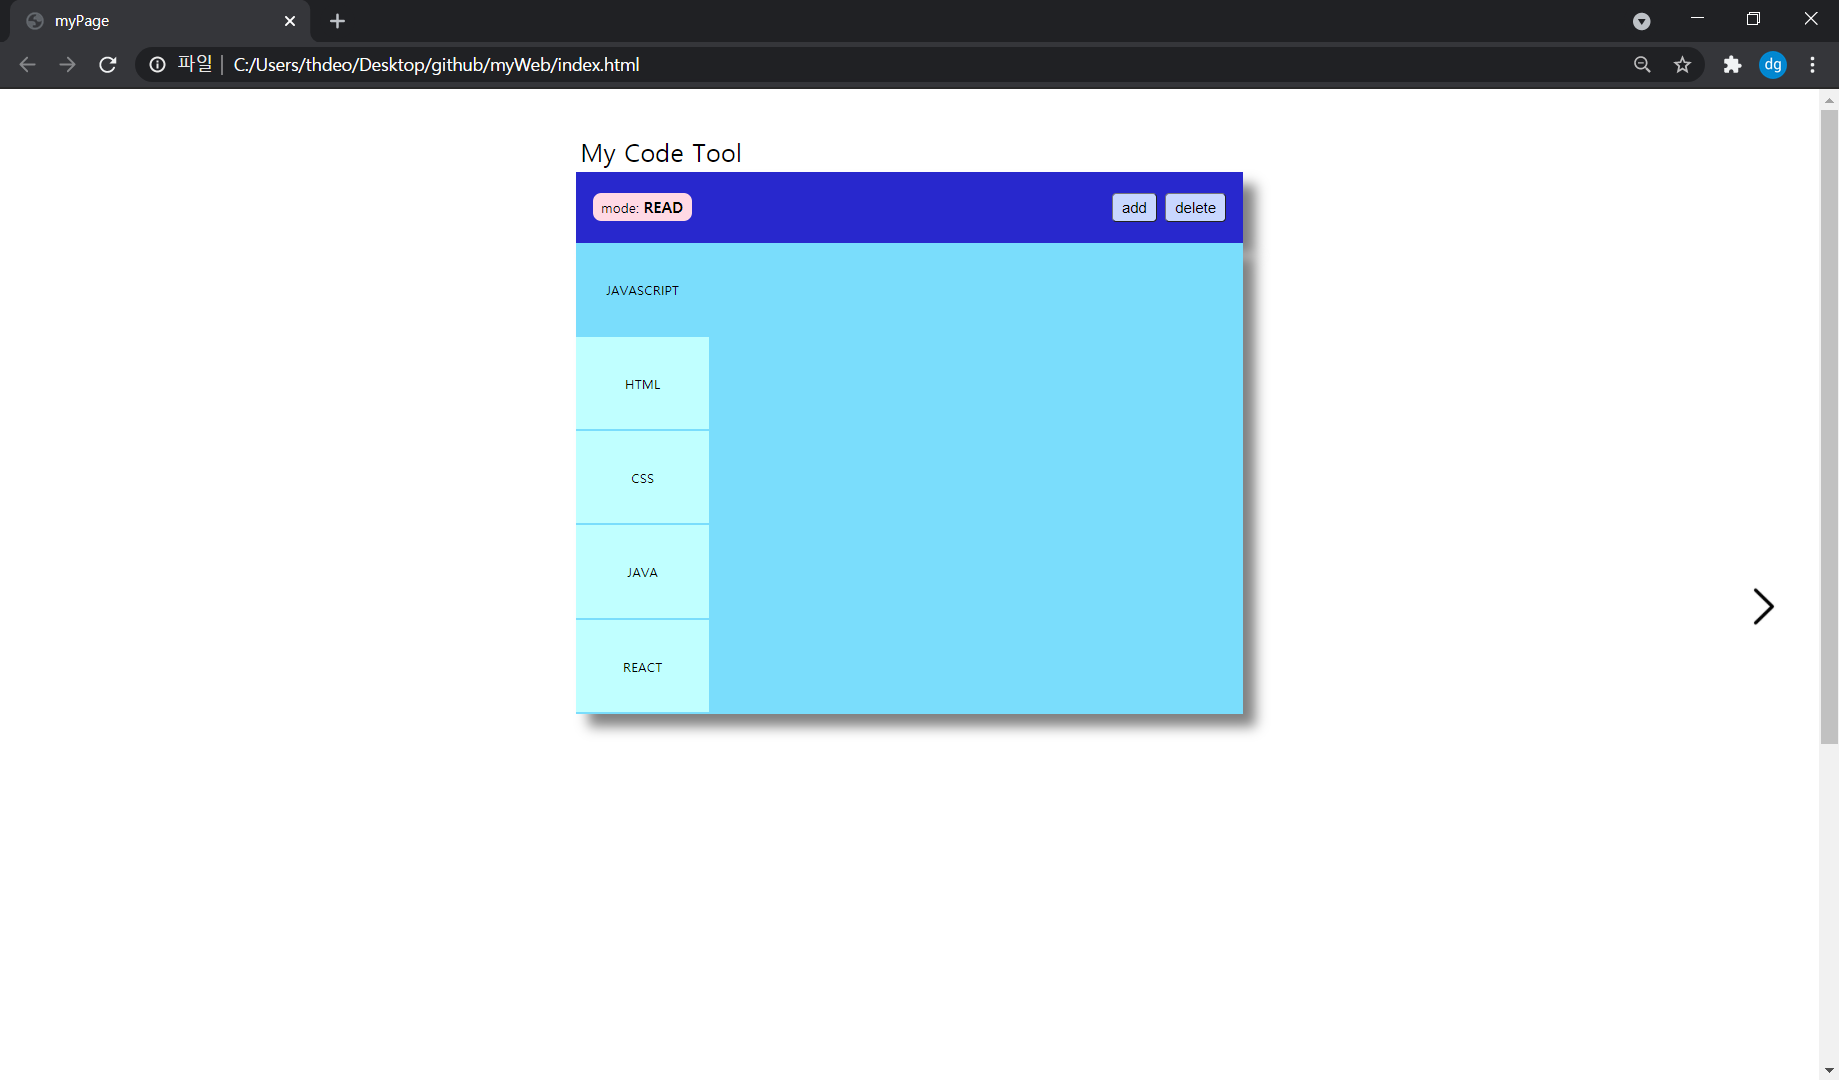 myPage
파일 | C:/Users/thdeo/Desktop/github/myWeb/index.html
dg
My Code Tool
mode: READ
add delete
JAVASCRIPT
HTML
CSS
JAVA
REACT